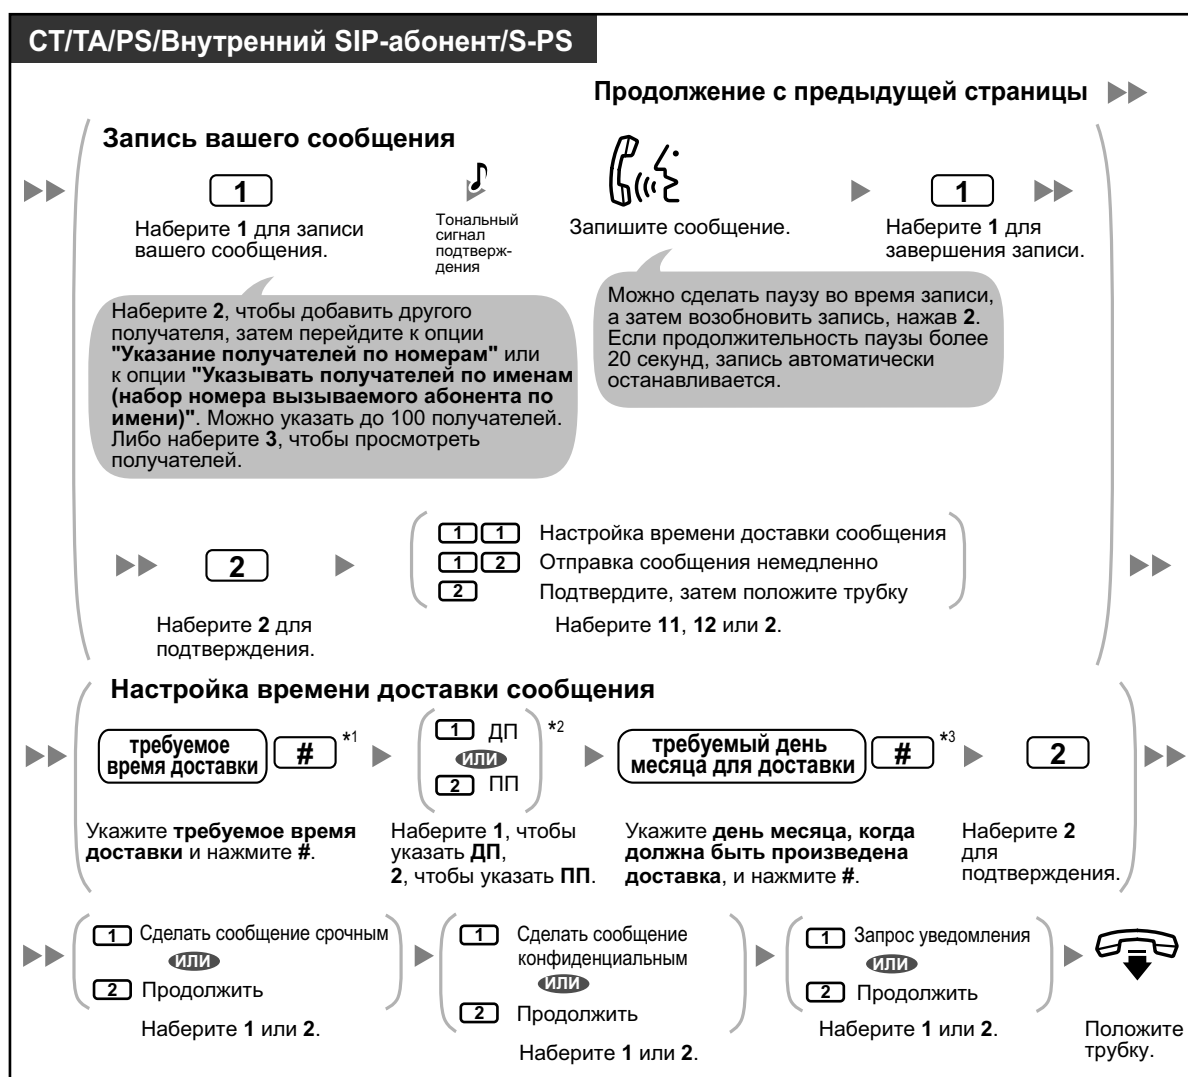 СТ/ТА/PS/Внутренний SIP-абонент/S-PS
Продолжение с предыдущей страницы
Запись вашего сообщения
1
Наберите 1 для записи
вашего сообщения.
Тональный
сигнал
подтверж-
дения
Запишите сообщение.
1
Наберите 1 для
завершения записи.
Наберите 2, чтобы добавить другого
получателя, затем перейдите к опции
"Указание получателей по номерам" или
к опции "Указывать получателей по именам
(набор номера вызываемого абонента по
имени)". Можно указать до 100 получателей.
Либо наберите 3, чтобы просмотреть
получателей.
Можно сделать паузу во время записи,
а затем возобновить запись, нажав 2.
Если продолжительность паузы более
20 секунд, запись автоматически
останавливается.
2
Наберите 2 для
подтверждения.
1 1 Настройка времени доставки сообщения
1 2 Отправка сообщения немедленно
2 Подтвердите, затем положите трубку
Наберите 11, 12 или 2.
Настройка времени доставки сообщения
требуемое
время доставки
# *1
Укажите требуемое время
доставки и нажмите #.
1 ДП *2
ИЛИ
2 ПП
Наберите 1, чтобы
указать ДП,
2, чтобы указать ПП.
требуемый день
месяца для доставки
# *3
Укажите день месяца, когда
должна быть произведена
доставка, и нажмите #.
2
Наберите 2
для
подтверждения.
1 Сделать сообщение срочным
ИЛИ
2 Продолжить
Наберите 1 или 2.
1 Сделать сообщение
конфиденциальным
ИЛИ
2 Продолжить
Наберите 1 или 2.
1 Запрос уведомления
ИЛИ
2 Продолжить
Наберите 1 или 2.
Положите
трубку.